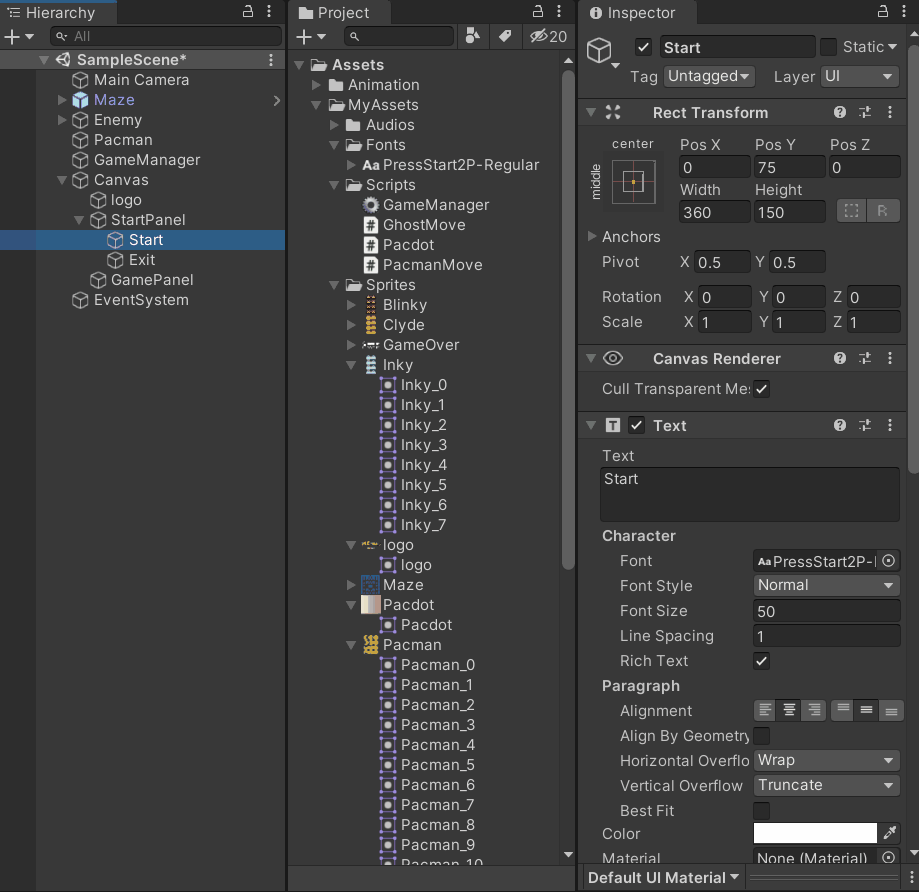 Hierarchy
All
SampleScene*
Main Camera
Maze
Enemy
Pacman
GameManager
Canvas
logo
StartPanel
Start
Exit
GamePanel
EventSystem
Project
20
Assets
Animation
MyAssets
Audios
Fonts
Aa PressStart2P-Regular
Scripts
GameManager
# GhostMove
# Pacdot
# PacmanMove
Sprites
Blinky
Clyde
GameOver
Inky
Inky_0
Inky_1
Inky_2
Inky_3
Inky_4
Inky_5
Inky_6
Inky_7
logo
logo
Maze
Pacdot
Pacdot
Pacman
Pacman_0
Pacman_1
Pacman_2
Pacman_3
Pacman_4
Pacman_5
Pacman_6
Pacman_7
Pacman_8
Pacman_9
Pacman_10
Inspector
Start Static
Tag Untagged Layer UI
Rect Transform
center Pos X Pos Y Pos Z
middle 0 75 0
Width Height
360 150 R
Anchors
Pivot X 0.5 Y 0.5
Rotation X 0 Y 0 Z 0
Scale X 1 Y 1 Z 1
Canvas Renderer
Cull Transparent Me
T Text
Text
Start
Character
Font Aa PressStart2P-
Font Style Normal
Font Size 50
Line Spacing 1
Rich Text
Paragraph
Alignment
Align By Geometry
Horizontal Overflo Wrap
Vertical Overflow Truncate
Best Fit
Color
Material None (Material)
Default UI Material